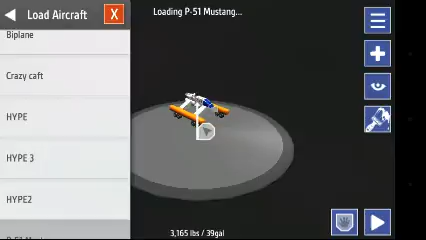 Load Aircraft
X
Biplane
Crazy caft
HYPE
HYPE 3
HYPE2
Loading P-51 Mustang...
3,165 lbs / 39gal